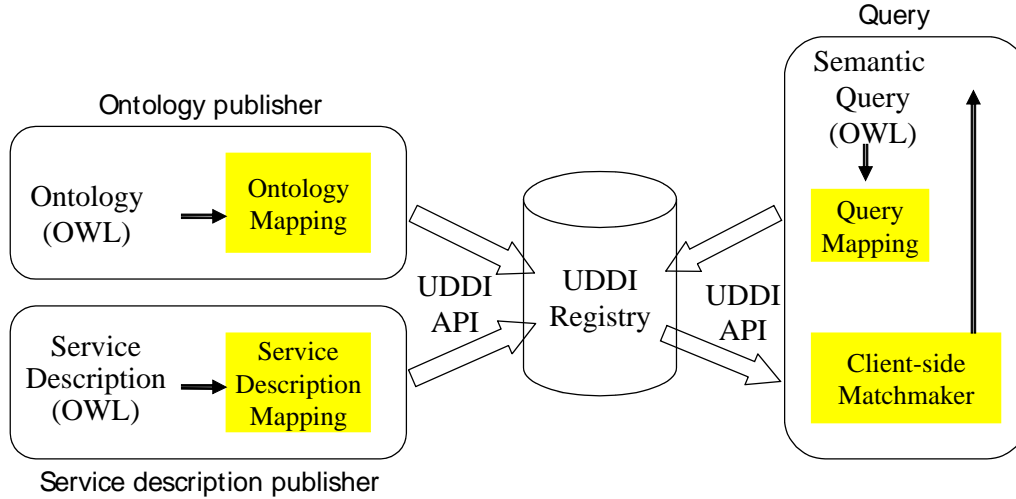 Query
Ontology publisher
Ontology
(OWL)
Ontology
Mapping
Service
Description
(OWL)
Service
Description
Mapping
Service description publisher
UDDI
API
UDDI
Registry
UDDI
API
Semantic
Query
(OWL)
Query
Mapping
Client-side
Matchmaker